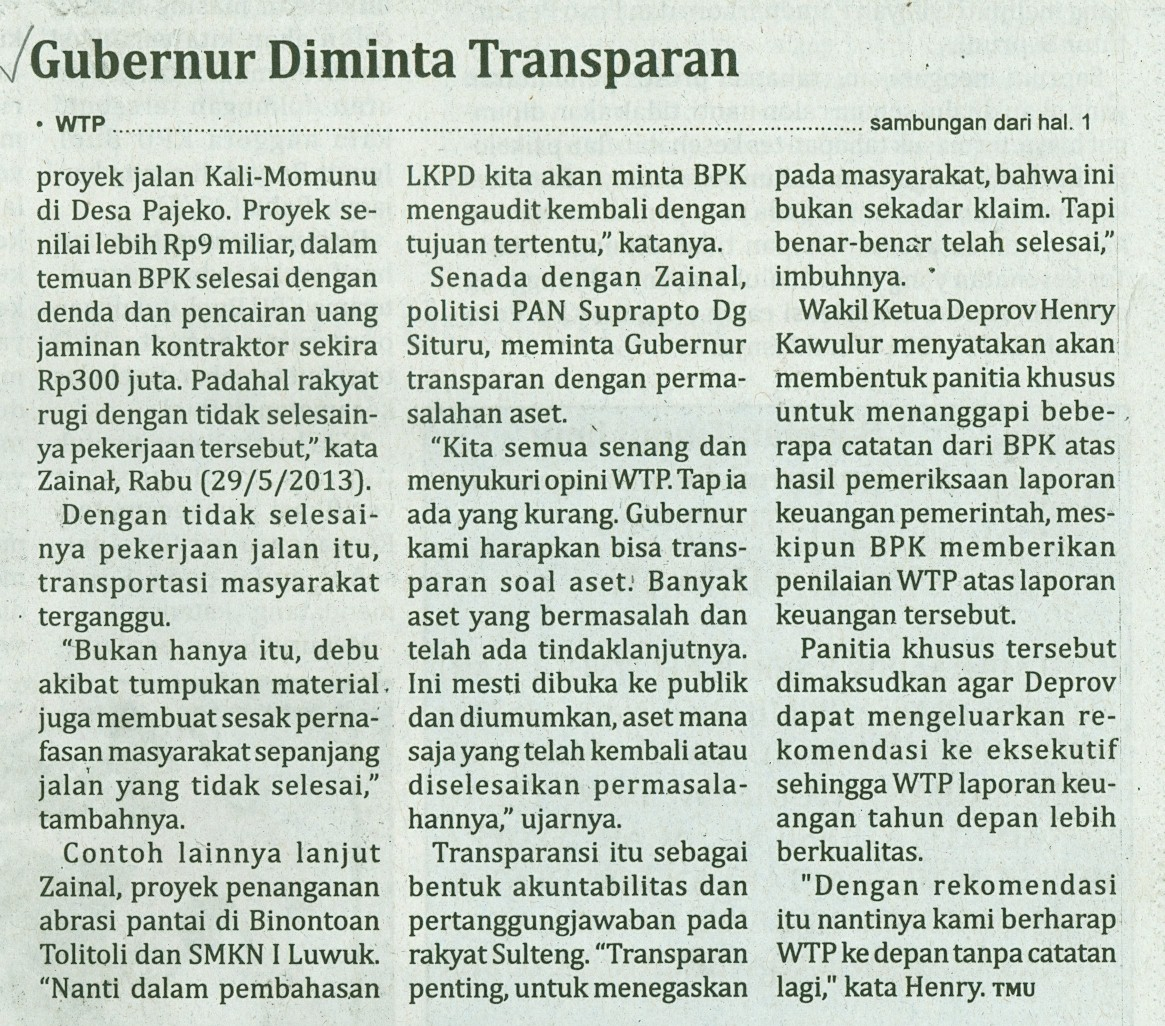 Gubernur Diminta Transparan
• WTP ........................................................ sambungan dari hal. 1
proyek jalan Kali-Momunu
di Desa Pajeko. Proyek se-
nilai lebih Rp9 miliar, dalam
temuan BPK selesai dengan
denda dan pencairan uang
jaminan kontraktor sekira
Rp300 juta. Padahal rakyat
rugi dengan tidak selesain-
ya pekerjaan tersebut,” kata
Zainal, Rabu (29/5/2013).
Dengan tidak selesai-
nya pekerjaan jalan itu,
transportasi masyarakat
terganggu.
“Bukan hanya itu, debu
akibat tumpukan material
juga membuat sesak perna-
fasan masyarakat sepanjang
jalan yang tidak selesai,”
tambahnya.
Contoh lainnya lanjut
Zainal, proyek penanganan
abrasi pantai di Binontoan
Tolitoli dan SMKN I Luwuk.
“Nanti dalam pembahasan
LKPD kita akan minta BPK
mengaudit kembali dengan
tujuan tertentu,” katanya.
Senada dengan Zainal,
politisi PAN Suprapto Dg
Situru, meminta Gubernur
transparan dengan perma-
salahan aset.
“Kita semua senang dan
menyukuri opini WTP. Tap ia
ada yang kurang. Gubernur
kami harapkan bisa trans-
paran soal aset. Banyak
aset yang bermasalah dan
telah ada tindaklanjutnya.
Ini mesti dibuka ke publik
dan diumumkan, aset mana
saja yang telah kembali atau
diselesaikan permasala-
hannya,” ujarnya.
Transparansi itu sebagai
bentuk akuntabilitas dan
pertanggungjawaban pada
rakyat Sulteng. “Transparan
penting, untuk menegaskan
pada masyarakat, bahwa ini
bukan sekadar klaim. Tapi
benar-benar telah selesai,”
imbuhnya.
Wakil Ketua Deprov Henry
Kawulur menyatakan akan
membentuk panitia khusus
untuk menanggapi bebe-
rapa catatan dari BPK atas
hasil pemeriksaan laporan
keuangan pemerintah, mes-
kipun BPK memberikan
penilaian WTP atas laporan
keuangan tersebut.
Panitia khusus tersebut
dimaksudkan agar Deprov
dapat mengeluarkan re-
komendasi ke eksekutif
sehingga WTP laporan keu-
angan tahun depan lebih
berkualitas.
"Dengan rekomendasi
itu nantinya kami berharap
WTP ke depan tanpa catatan
lagi," kata Henry. TMU